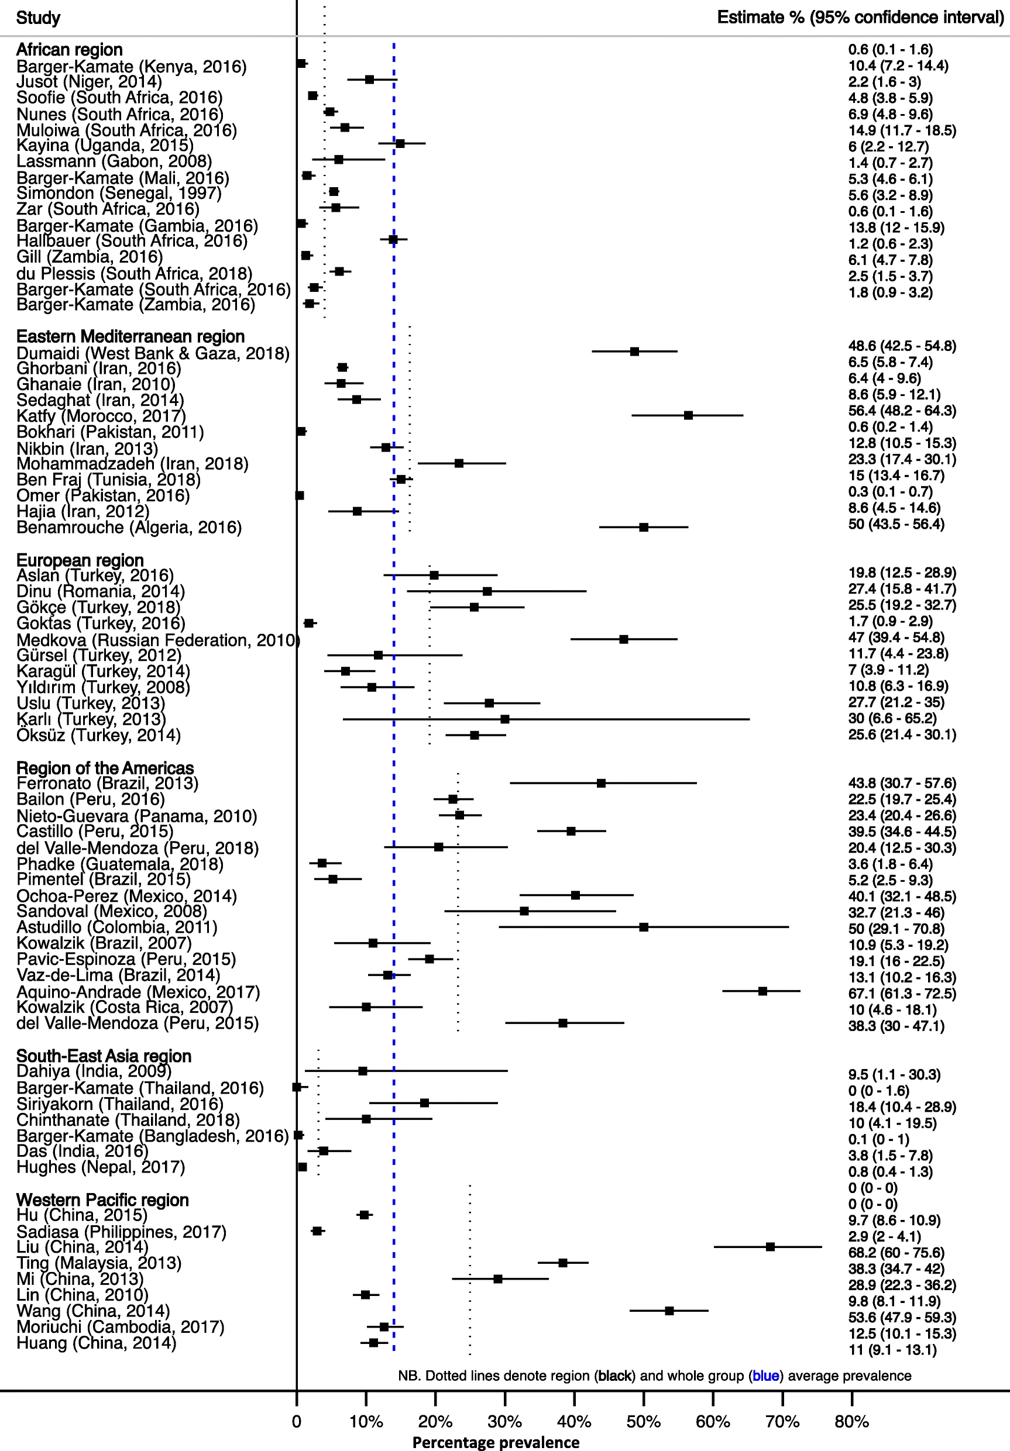 Study Estimate % (95% confidence interval)
African region
Barger-Kamate (Kenya, 2016) 0.6 (0.1 - 1.6)
Jusot (Niger, 2014) 10.4 (7.2 - 14.4)
Soofie (South Africa, 2016) 2.2 (1.6 - 3)
Nunes (South Africa, 2016) 4.8 (3.8 - 5.9)
Muloiwa (South Africa, 2016) 6.9 (4.8 - 9.6)
Kayina (Uganda, 2015) 14.9 (11.7 - 18.5)
Lassmann (Gabon, 2008) 6 (2.2 - 12.7)
Barger-Kamate (Mali, 2016) 1.4 (0.7 - 2.7)
Simondon (Senegal, 1997) 5.3 (4.6 - 6.1)
Zar (South Africa, 2016) 5.6 (3.2 - 8.9)
Barger-Kamate (Gambia, 2016) 0.6 (0.1 - 1.6)
Hallbauer (South Africa, 2016) 13.8 (12 - 15.9)
Gill (Zambia, 2016) 1.2 (0.6 - 2.3)
du Plessis (South Africa, 2018) 6.1 (4.7 - 7.8)
Barger-Kamate (South Africa, 2016) 2.5 (1.5 - 3.7)
Barger-Kamate (Zambia, 2016) 1.8 (0.9 - 3.2)
Eastern Mediterranean region
Dumaidi (West Bank & Gaza, 2018) 48.6 (42.5 - 54.8)
Ghorbani (Iran, 2016) 6.5 (5.8 - 7.4)
Ghanaie (Iran, 2010) 6.4 (4 - 9.6)
Sedaghat (Iran, 2014) 8.6 (5.9 - 12.1)
Katfy (Morocco, 2017) 56.4 (48.2 - 64.3)
Bokhari (Pakistan, 2011) 0.6 (0.2 - 1.4)
Nikbin (Iran, 2013) 12.8 (10.5 - 15.3)
Mohammadzadeh (Iran, 2018) 23.3 (17.4 - 30.1)
Ben Fraj (Tunisia, 2018) 15 (13.4 - 16.7)
Omer (Pakistan, 2016) 0.3 (0.1 - 0.7)
Hajia (Iran, 2012) 8.6 (4.5 - 14.6)
Benamrouche (Algeria, 2016) 50 (43.5 - 56.4)
European region
Aslan (Turkey, 2016) 19.8 (12.5 - 28.9)
Dinu (Romania, 2014) 27.4 (15.8 - 41.7)
Gökçe (Turkey, 2018) 25.5 (19.2 - 32.7)
Goktas (Turkey, 2016) 1.7 (0.9 - 2.9)
Medkova (Russian Federation, 2010) 47 (39.4 - 54.8)
Gürsel (Turkey, 2012) 11.7 (4.4 - 23.8)
Karagül (Turkey, 2014) 7 (3.9 - 11.2)
Yıldırım (Turkey, 2008) 10.8 (6.3 - 16.9)
Uslu (Turkey, 2013) 27.7 (21.2 - 35)
Karlı (Turkey, 2013) 30 (6.6 - 65.2)
Öksüz (Turkey, 2014) 25.6 (21.4 - 30.1)
Region of the Americas
Ferronato (Brazil, 2013) 43.8 (30.7 - 57.6)
Bailon (Peru, 2016) 22.5 (19.7 - 25.4)
Nieto-Guevara (Panama, 2010) 23.4 (20.4 - 26.6)
Castillo (Peru, 2015) 39.5 (34.6 - 44.5)
del Valle-Mendoza (Peru, 2018) 20.4 (12.5 - 30.3)
Phadke (Guatemala, 2018) 3.6 (1.8 - 6.4)
Pimentel (Brazil, 2015) 5.2 (2.5 - 9.3)
Ochoa-Perez (Mexico, 2014) 40.1 (32.1 - 48.5)
Sandoval (Mexico, 2008) 32.7 (21.3 - 46)
Astudillo (Colombia, 2011) 50 (29.1 - 70.8)
Kowalzik (Brazil, 2007) 10.9 (5.3 - 19.2)
Pavic-Espinoza (Peru, 2015) 19.1 (16 - 22.5)
Vaz-de-Lima (Brazil, 2014) 13.1 (10.2 - 16.3)
Aquino-Andrade (Mexico, 2017) 67.1 (61.3 - 72.5)
Kowalzik (Costa Rica, 2007) 10 (4.6 - 18.1)
del Valle-Mendoza (Peru, 2015) 38.3 (30 - 47.1)
South-East Asia region
Dahiya (India, 2009) 9.5 (1.1 - 30.3)
Barger-Kamate (Thailand, 2016) 0 (0 - 1.6)
Siriyakorn (Thailand, 2016) 18.4 (10.4 - 28.9)
Chinthanate (Thailand, 2018) 10 (4.1 - 19.5)
Barger-Kamate (Bangladesh, 2016) 0.1 (0 - 1)
Das (India, 2016) 3.8 (1.5 - 7.8)
Hughes (Nepal, 2017) 0.8 (0.4 - 1.3)
0 (0 - 0)
Western Pacific region 0 (0 - 0)
Hu (China, 2015) 9.7 (8.6 - 10.9)
Sadiasa (Philippines, 2017) 2.9 (2 - 4.1)
Liu (China, 2014) 68.2 (60 - 75.6)
Ting (Malaysia, 2013) 38.3 (34.7 - 42)
Mi (China, 2013) 28.9 (22.3 - 36.2)
Lin (China, 2010) 9.8 (8.1 - 11.9)
Wang (China, 2014) 53.6 (47.9 - 59.3)
Moriuchi (Cambodia, 2017) 12.5 (10.1 - 15.3)
Huang (China, 2014) 11 (9.1 - 13.1)
NB. Dotted lines denote region (black) and whole group (blue) average prevalence
0 10% 20% 30% 40% 50% 60% 70% 80%
Percentage prevalence